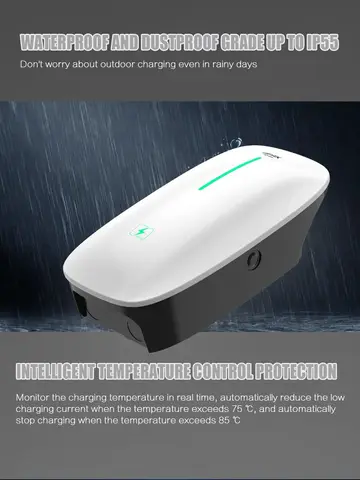 WATERPROOF AND DUSTPROOF GRADE UP TO IP55
Don't worry about outdoor charging even in rainy days
INTELLIGENT TEMPERATURE CONTROL PROTECTION
Monitor the charging temperature in real time, automatically reduce the low
charging current when the temperature exceeds 75 ℃, and automatically
stop charging when the temperature exceeds 85 ℃